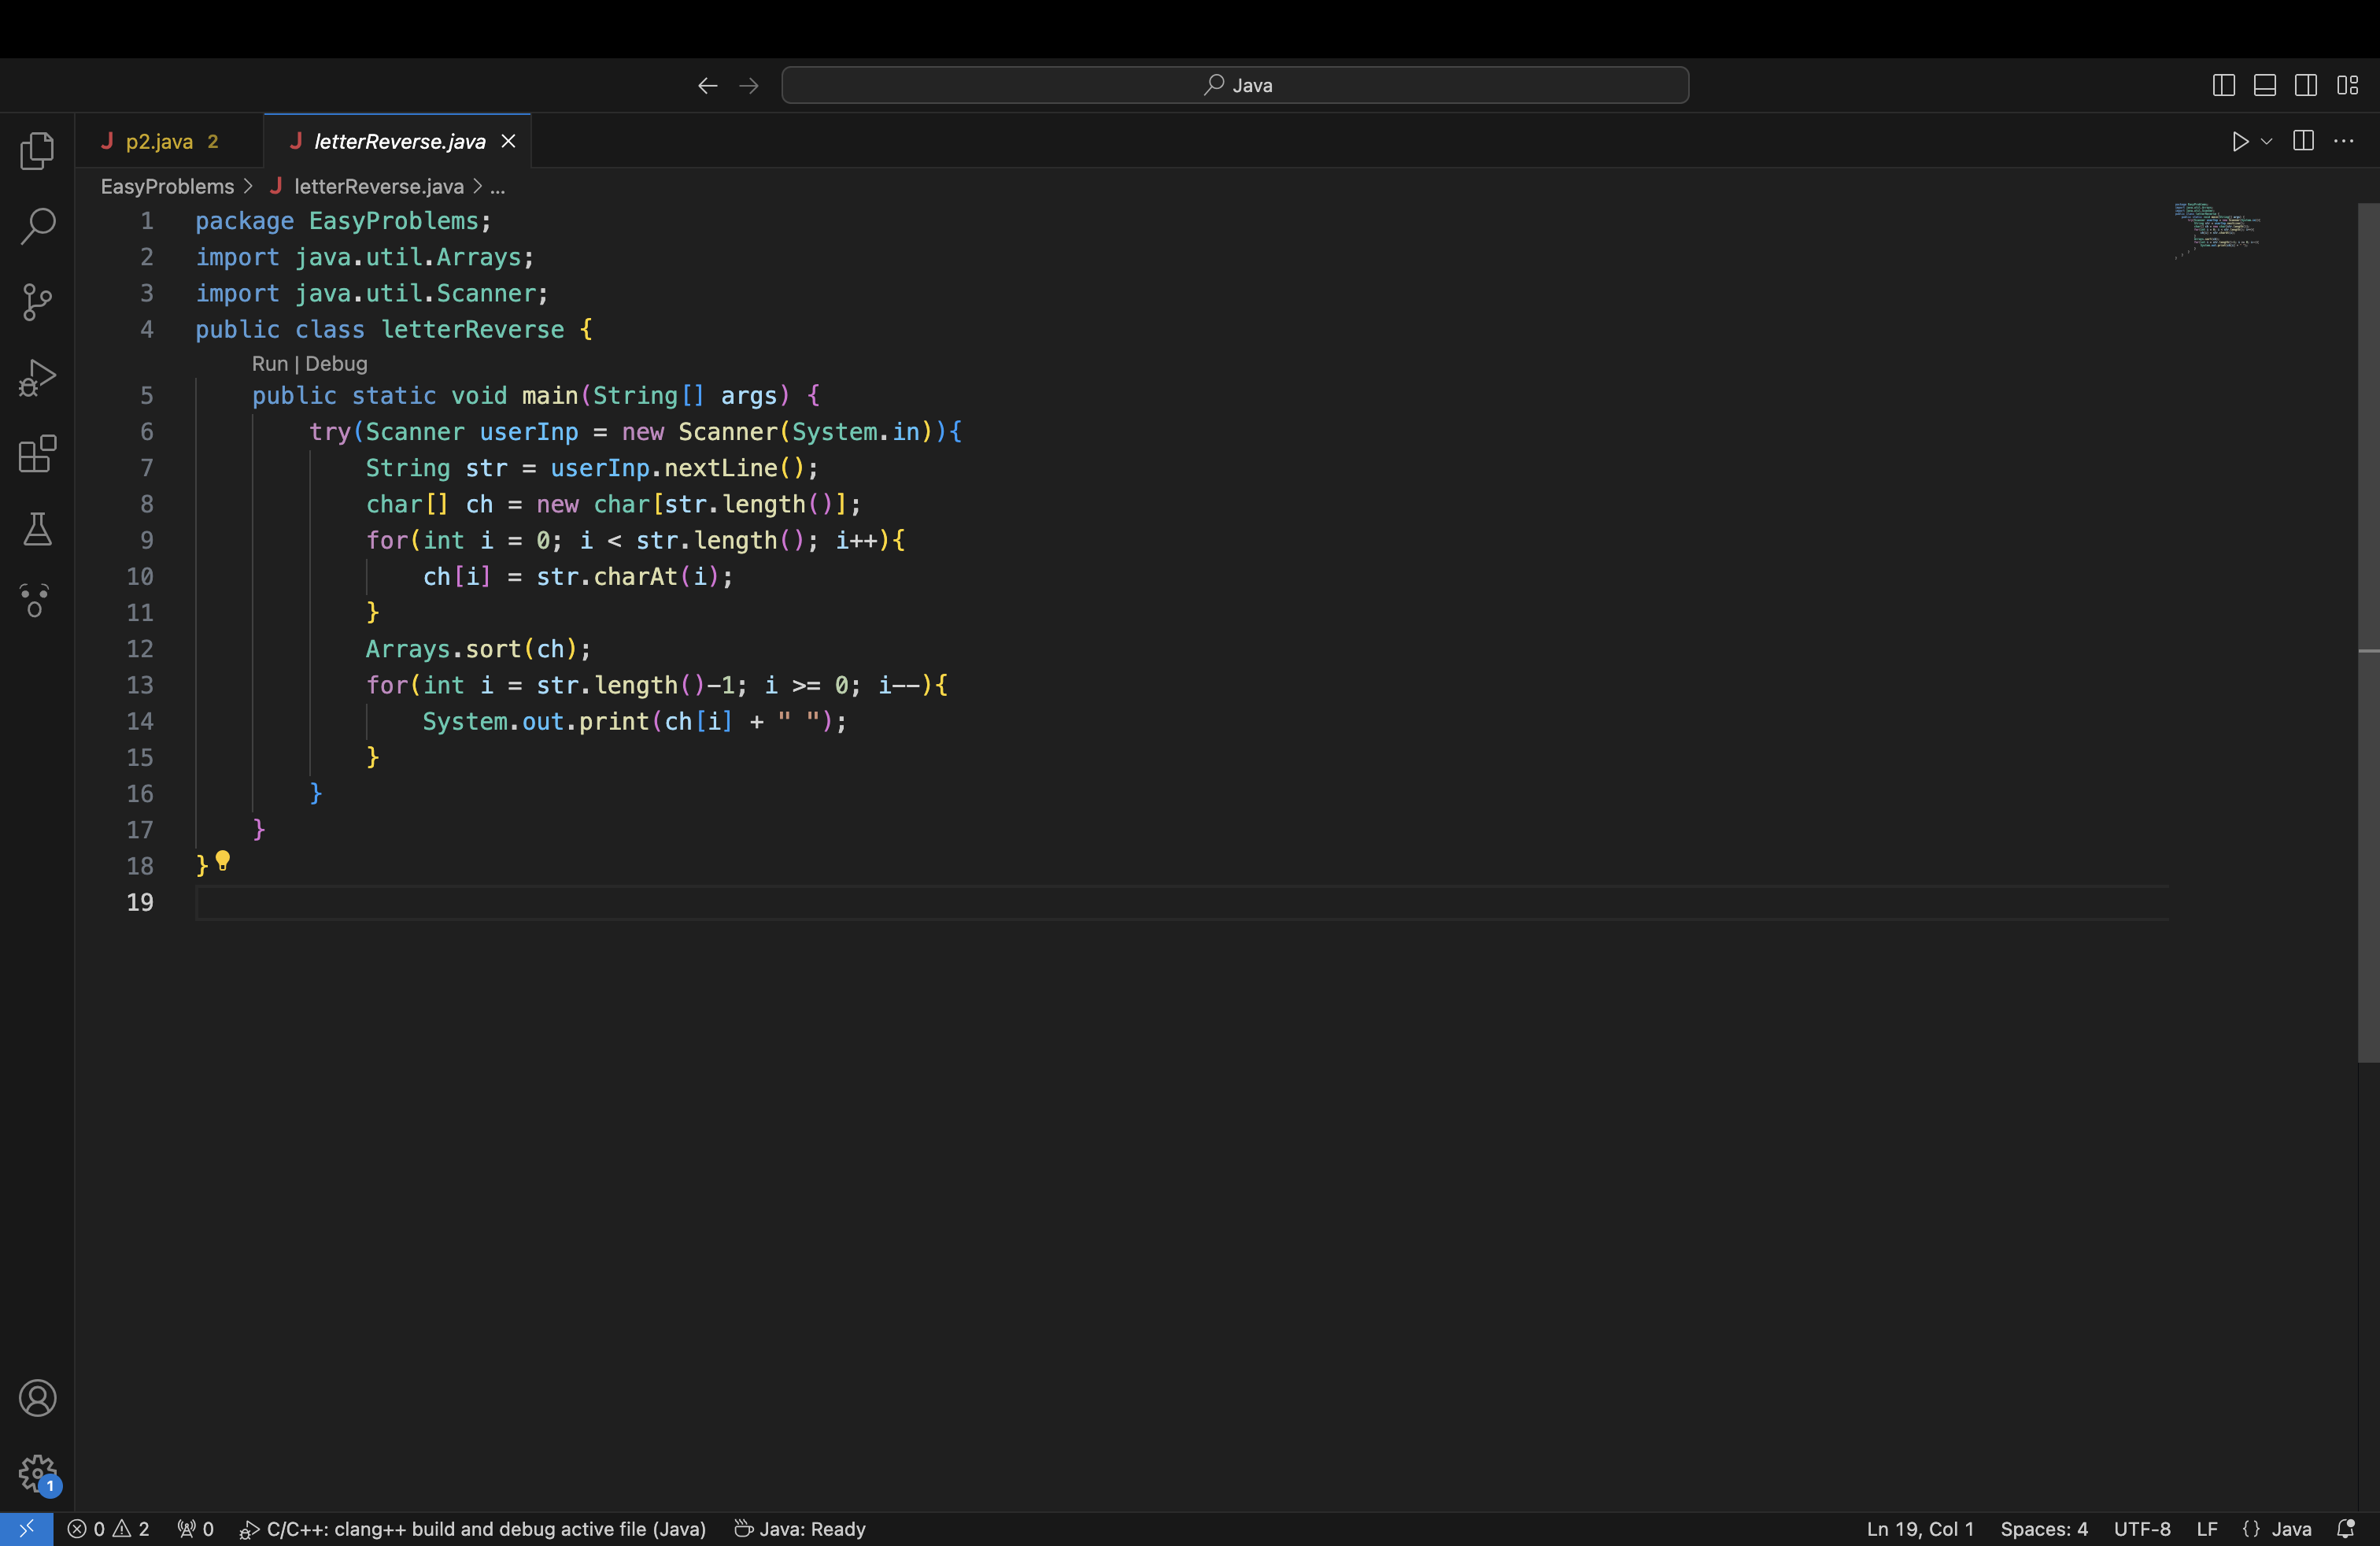 Java
p2.java 2
letterReverse.java
EasyProblems > letterReverse.java > ...
1 package EasyProblems;
2 import java.util.Arrays;
3 import java.util.Scanner;
4 public class letterReverse {
Run | Debug
5 public static void main(String[] args) {
6 try(Scanner userInp = new Scanner(System.in)){
7 String str = userInp.nextLine();
8 char[] ch = new char[str.length()];
9 for(int i = 0; i < str.length(); i++){
10 ch[i] = str.charAt(i);
11 }
12 Arrays.sort(ch);
13 for(int i = str.length()-1; i >= 0; i--){
14 System.out.print(ch[i] + " ");
15 }
16 }
17 }
18 }
19
1
0 2 0 C/C++: clang++ build and debug active file (Java) Java: Ready Ln 19, Col 1 Spaces: 4 UTF-8 LF {} Java